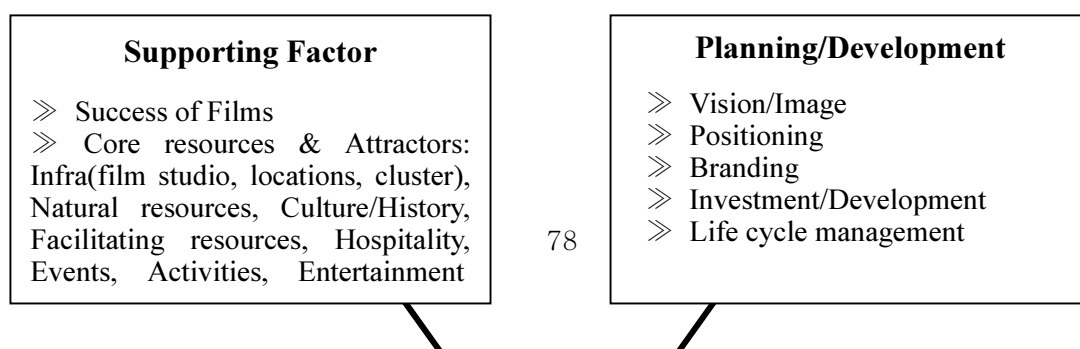 Supporting Factor
≫ Success of Films
≫ Core resources & Attractors:
Infra(film studio, locations, cluster),
Natural resources, Culture/History,
Facilitating resources, Hospitality,
Events, Activities, Entertainment
78
Planning/Development
≫ Vision/Image
≫ Positioning
≫ Branding
≫ Investment/Development
≫ Life cycle management